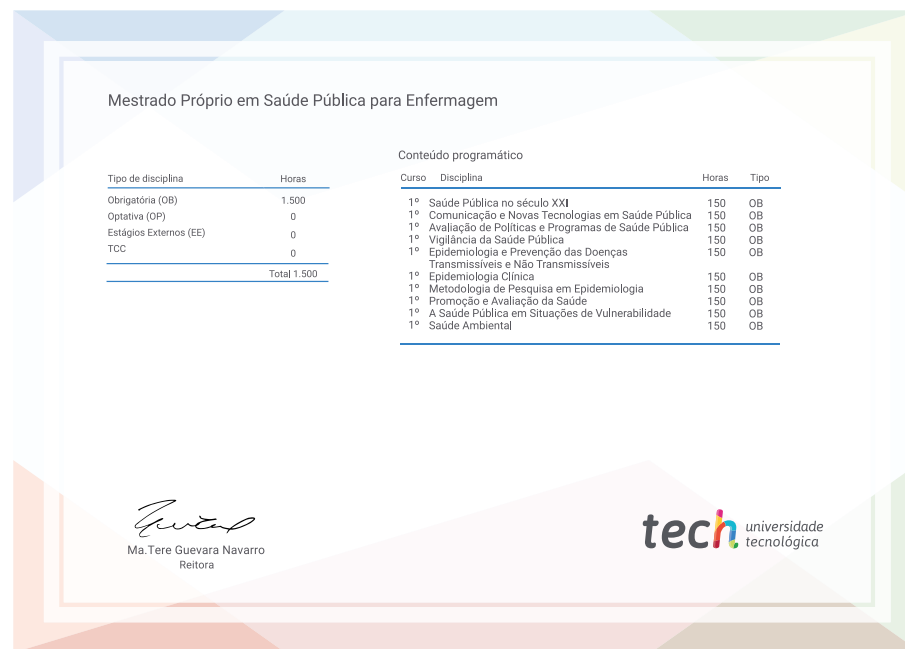 Mestrado Próprio em Saúde Pública para Enfermagem
Tipo de disciplina Horas
Obrigatória (OB) 1.500
Optativa (OP) 0
Estágios Externos (EE) 0
TCC 0
Total 1.500
Conteúdo programático
Curso Disciplina Horas Tipo
1º Saúde Pública no século XXI 150 OB
1º Comunicação e Novas Tecnologias em Saúde Pública 150 OB
1º Avaliação de Políticas e Programas de Saúde Pública 150 OB
1º Vigilância da Saúde Pública 150 OB
1º Epidemiologia e Prevenção das Doenças 150 OB
Transmissíveis e Não Transmissíveis
1º Epidemiologia Clínica 150 OB
1º Metodologia de Pesquisa em Epidemiologia 150 OB
1º Promoção e Avaliação da Saúde 150 OB
1º A Saúde Pública em Situações de Vulnerabilidade 150 OB
1º Saúde Ambiental 150 OB
Ma.Tere Guevara Navarro
Reitora
tech universidade
tecnológica